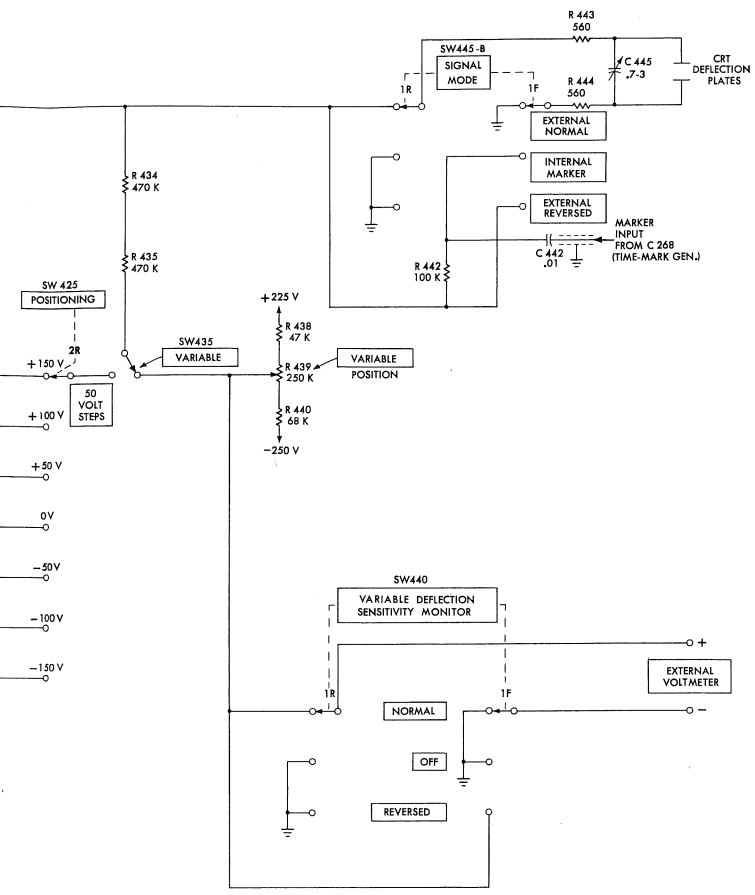 R 443
560
SW445-B
SIGNAL
MODE
C 445
.7-3
CRT
DEFLECTION
PLATES
1R
1F
R 444
560
EXTERNAL
NORMAL
INTERNAL
MARKER
EXTERNAL
REVERSED
R 434
470 K
MARKER
INPUT
FROM C 268
(TIME-MARK GEN.)
C 442
.01
R 442
100 K
R 435
470 K
SW 425
POSITIONING
2R
+150 V
50
VOLT
STEPS
SW435
VARIABLE
+225 V
R 438
47 K
R 439
250 K
VARIABLE
POSITION
R 440
68 K
−250 V
+100 V
+50 V
0V
−50V
−100 V
−150 V
SW440
VARIABLE DEFLECTION
SENSITIVITY MONITOR
1R
1F
+
EXTERNAL
VOLTMETER
−
NORMAL
OFF
REVERSED